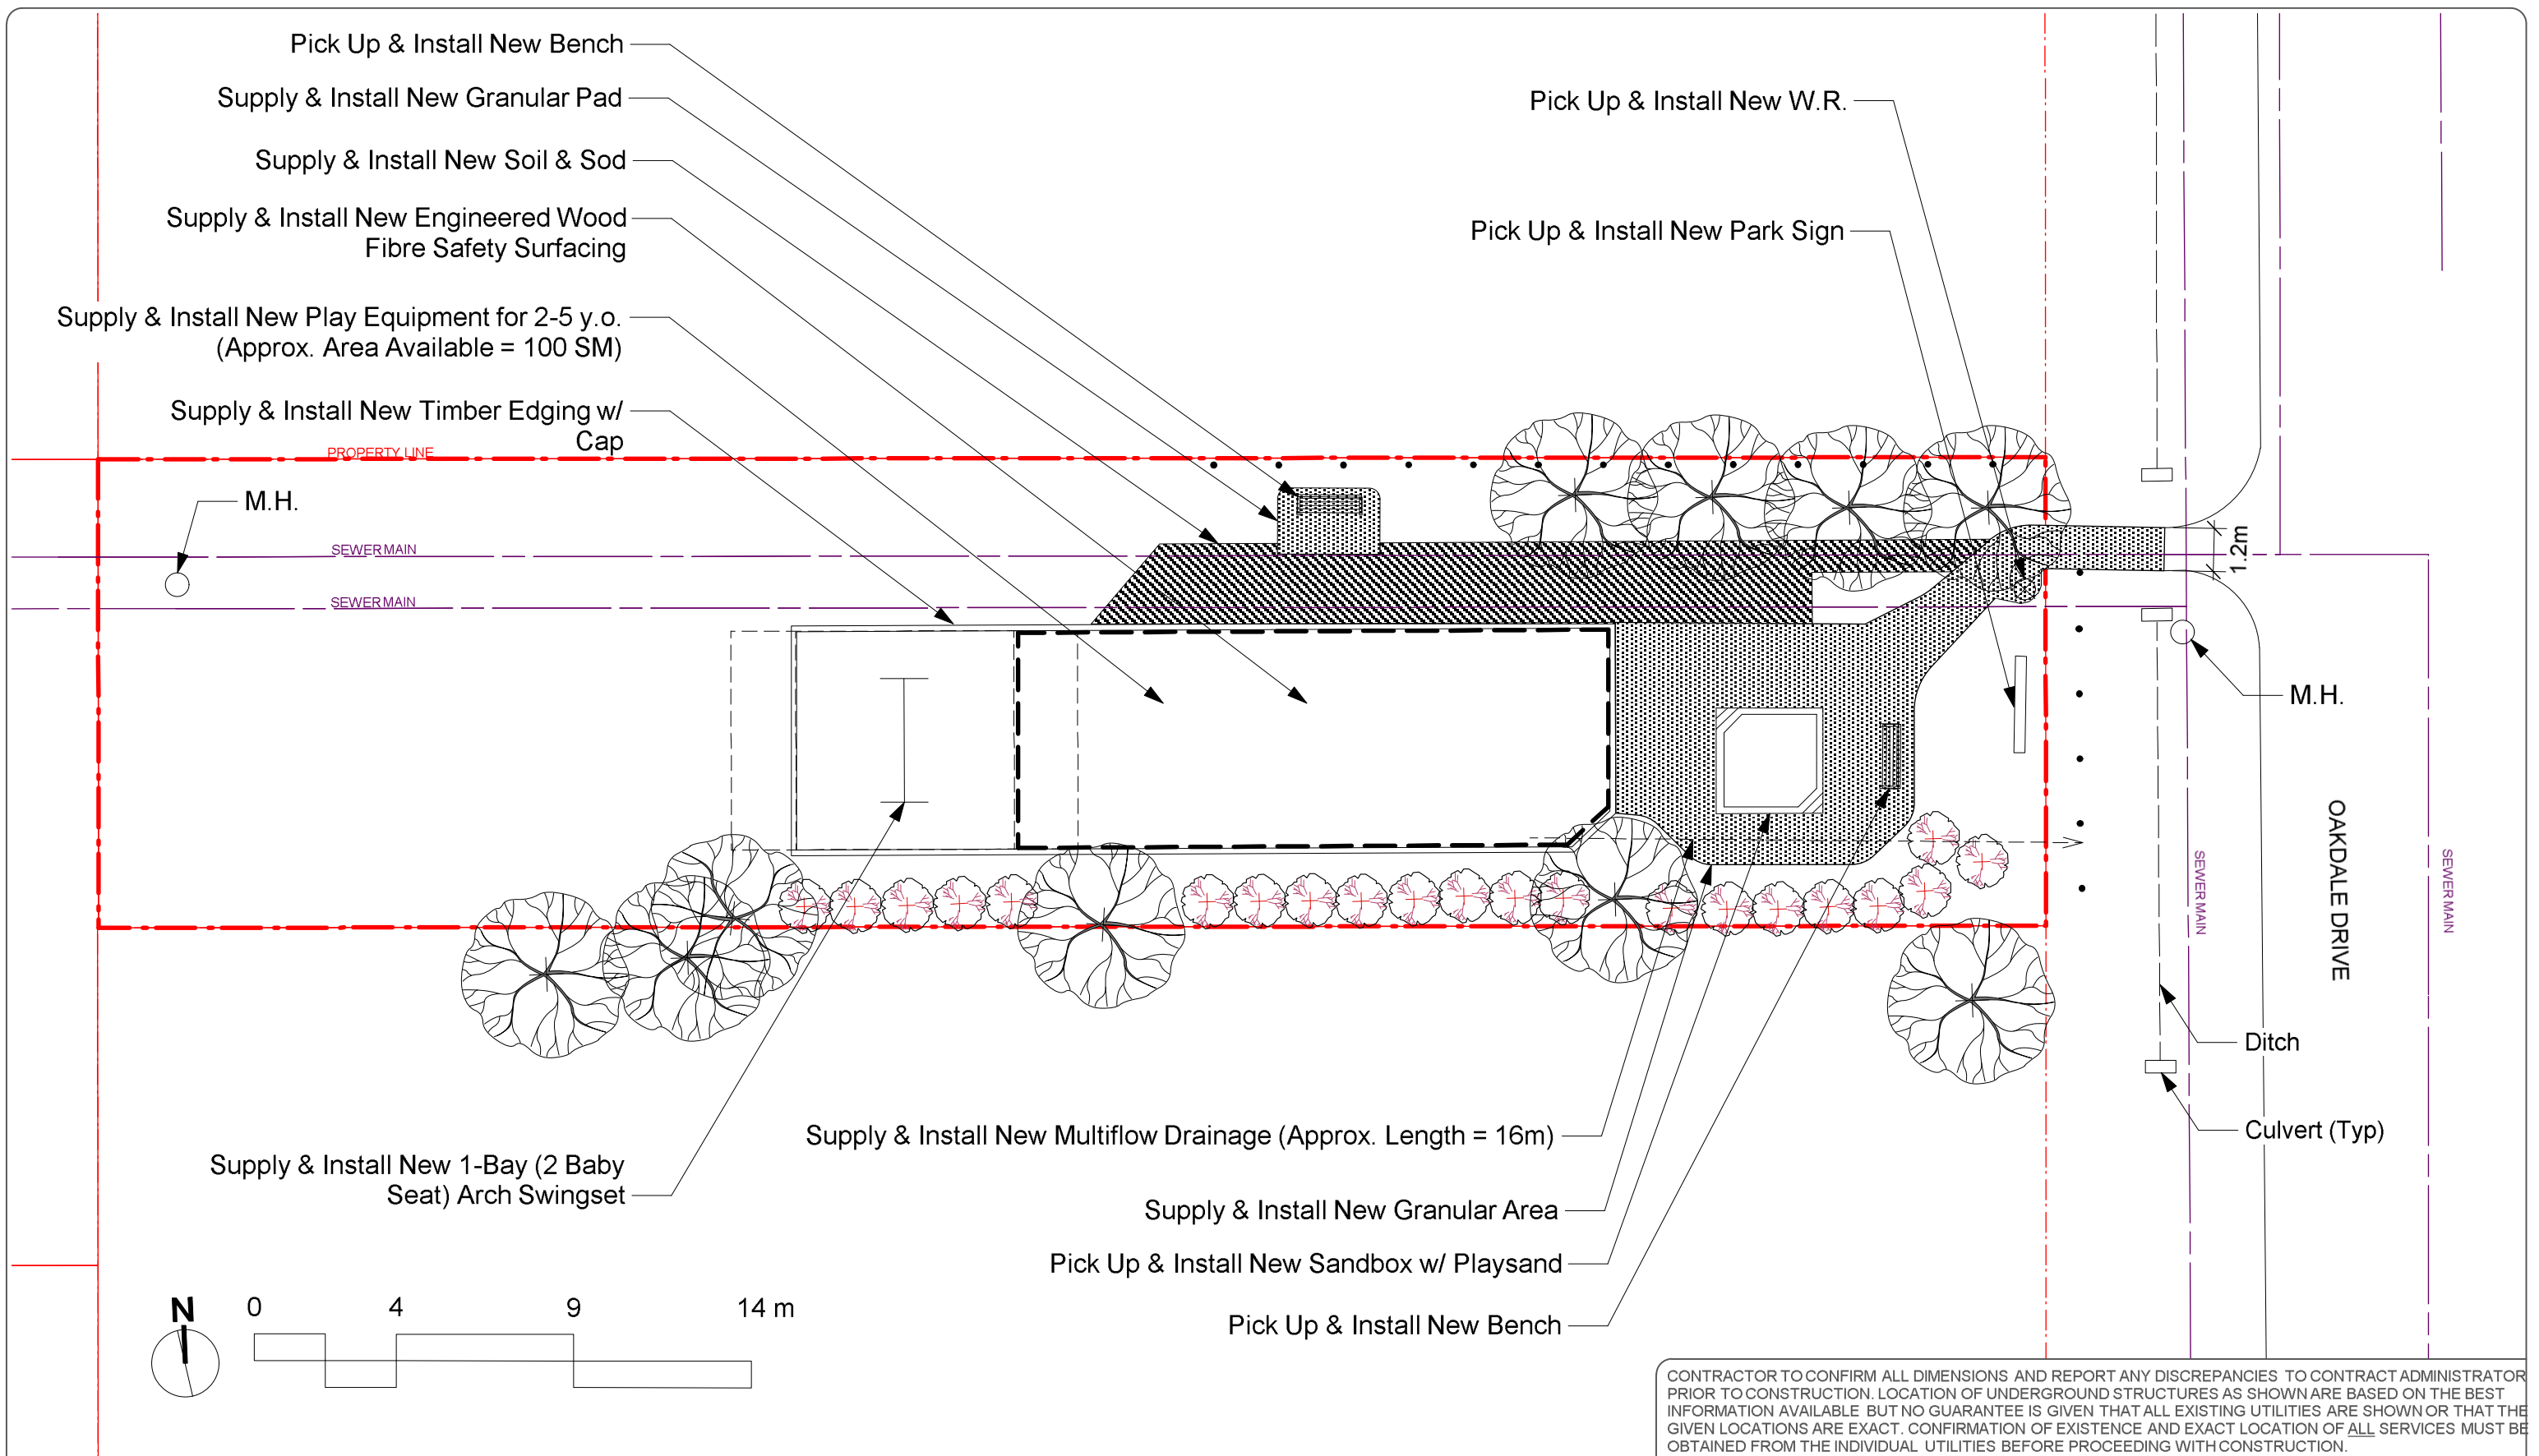 Pick Up & Install New Bench
Supply & Install New Granular Pad
Supply & Install New Soil & Sod
Supply & Install New Engineered Wood
Fibre Safety Surfacing
Supply & Install New Play Equipment for 2-5 y.o.
(Approx. Area Available = 100 SM)
Supply & Install New Timber Edging w/
Cap
Pick Up & Install New W.R.
Pick Up & Install New Park Sign
PROPERTY LINE
M.H.
SEWER MAIN
SEWER MAIN
1.2m
M.H.
OAKDALE DRIVE
SEWER MAIN
SEWER MAIN
Ditch
Culvert (Typ)
Supply & Install New Multiflow Drainage (Approx. Length = 16m)
Supply & Install New 1-Bay (2 Baby
Seat) Arch Swingset
Supply & Install New Granular Area
Pick Up & Install New Sandbox w/ Playsand
Pick Up & Install New Bench
N
0 4 9 14 m
CONTRACTOR TO CONFIRM ALL DIMENSIONS AND REPORT ANY DISCREPANCIES TO CONTRACT ADMINISTRATOR
PRIOR TO CONSTRUCTION. LOCATION OF UNDERGROUND STRUCTURES AS SHOWN ARE BASED ON THE BEST
INFORMATION AVAILABLE BUT NO GUARANTEE IS GIVEN THAT ALL EXISTING UTILITIES ARE SHOWN OR THAT THE
GIVEN LOCATIONS ARE EXACT. CONFIRMATION OF EXISTENCE AND EXACT LOCATION OF ALL SERVICES MUST BE
OBTAINED FROM THE INDIVIDUAL UTILITIES BEFORE PROCEEDING WITH CONSTRUCTION.